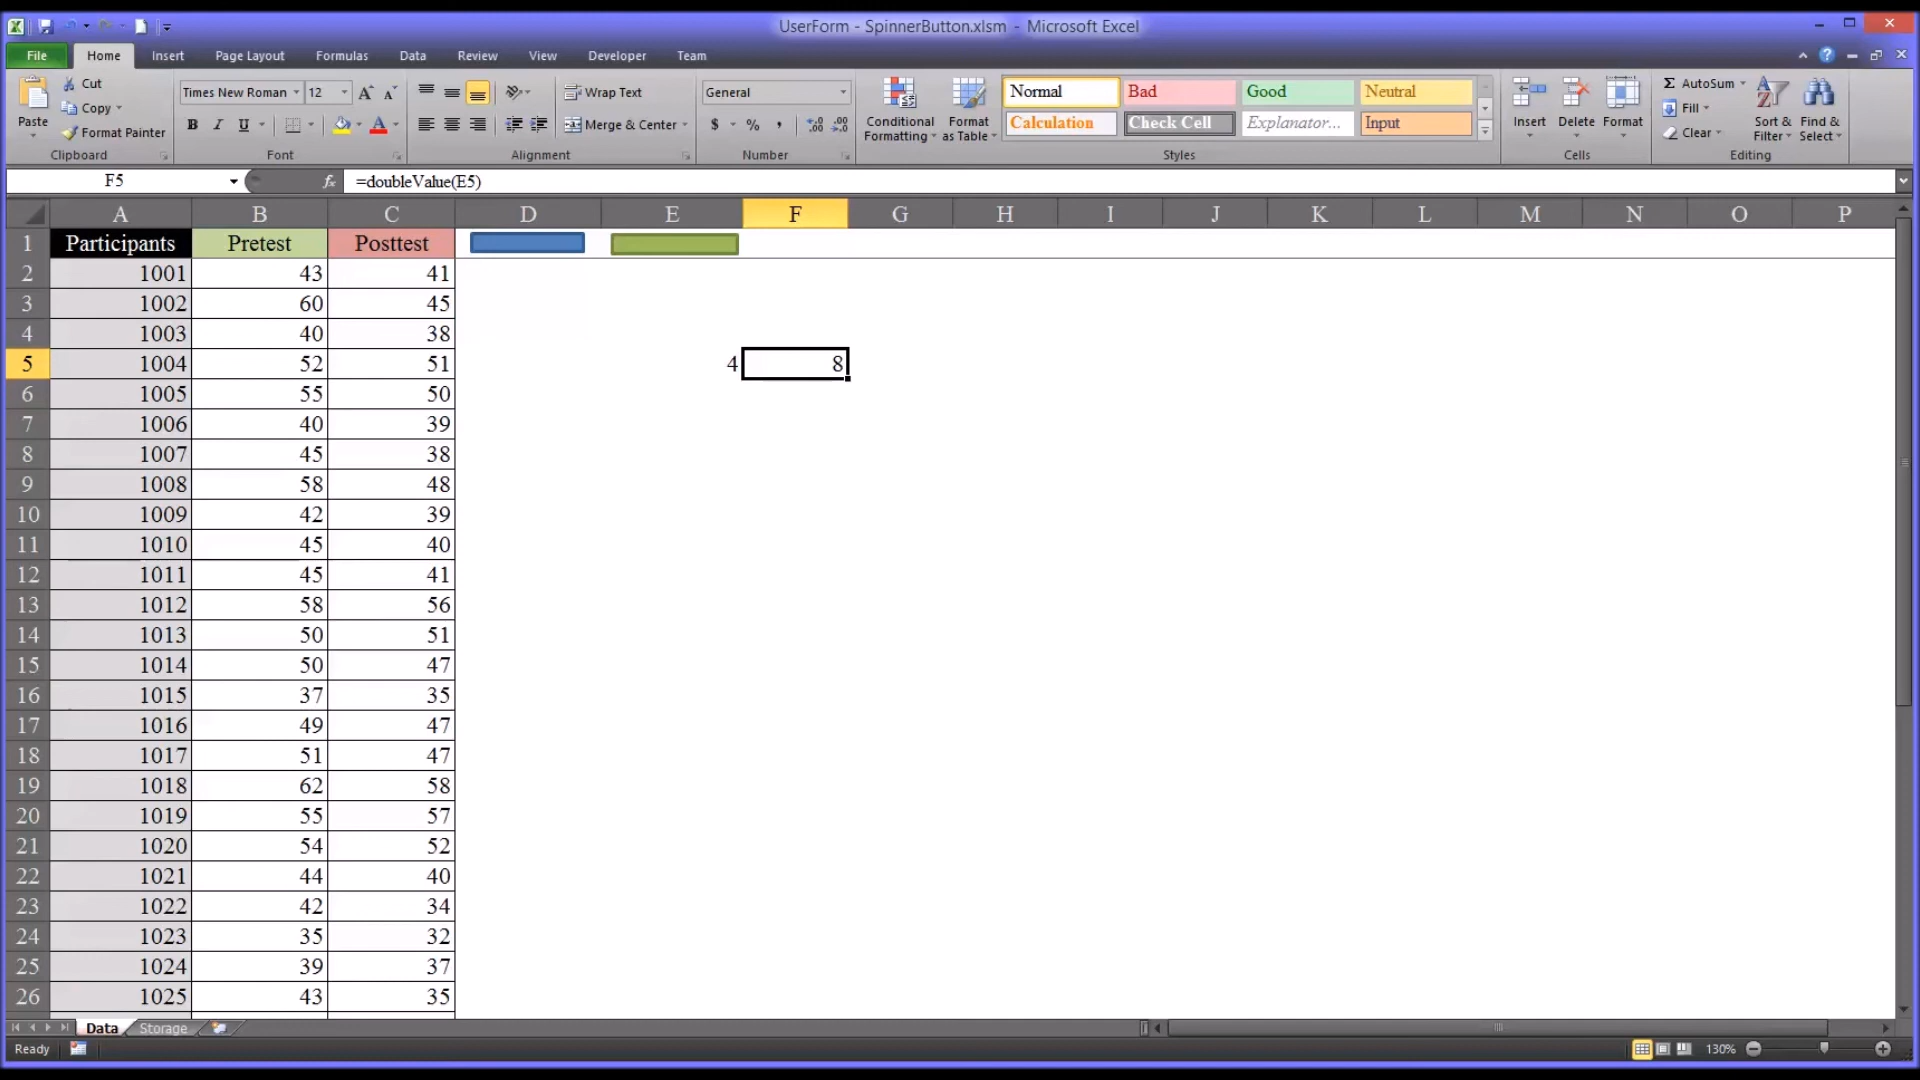 UserForm - SpinnerButton.xlsm - Microsoft Excel
File Home Insert Page Layout Formulas Data Review View Developer Team
Paste Cut Copy Format Painter Clipboard
Times New Roman 12 B I U A Font
Wrap Text Merge & Center Alignment
General $ % , Number
Conditional Formatting Format as Table
Normal Bad Good Neutral
Calculation Check Cell Explanator... Input
Styles
Insert Delete Format Cells
Σ AutoSum Fill Clear Sort & Filter Find & Select Editing
F5 fx =doubleValue(E5)
A B C D E F G H I J K L M N O P
1 Participants Pretest Posttest
2 1001 43 41
3 1002 60 45
4 1003 40 38
5 1004 52 51 4 8
6 1005 55 50
7 1006 40 39
8 1007 45 38
9 1008 58 48
10 1009 42 39
11 1010 45 40
12 1011 45 41
13 1012 58 56
14 1013 50 51
15 1014 50 47
16 1015 37 35
17 1016 49 47
18 1017 51 47
19 1018 62 58
20 1019 55 57
21 1020 54 52
22 1021 44 40
23 1022 42 34
24 1023 35 32
25 1024 39 37
26 1025 43 35
Data Storage
Ready 130%